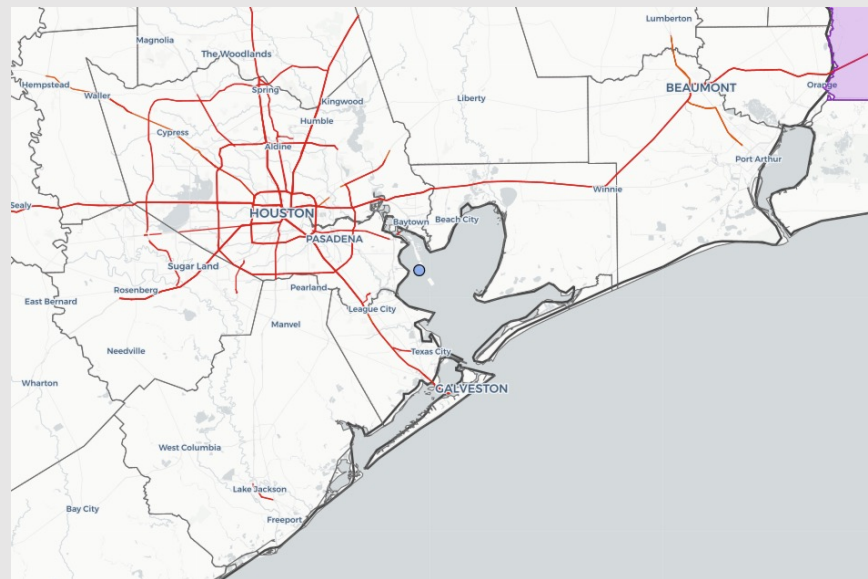 Lumberton
Magnolia
The Woodlands
Hempstead
Waller
Spring
BEAUMONT
Orange
Kingwood
Liberty
Humble
Cypress
Aldine
Port Arthur
Winnie
Sealy
HOUSTON
Baytown
Beach City
PASADENA
Sugar Land
Rosenberg
Pearland
East Bernard
League City
Manvel
Needville
Texas City
Wharton
GALVESTON
West Columbia
Lake Jackson
Bay City
Freeport